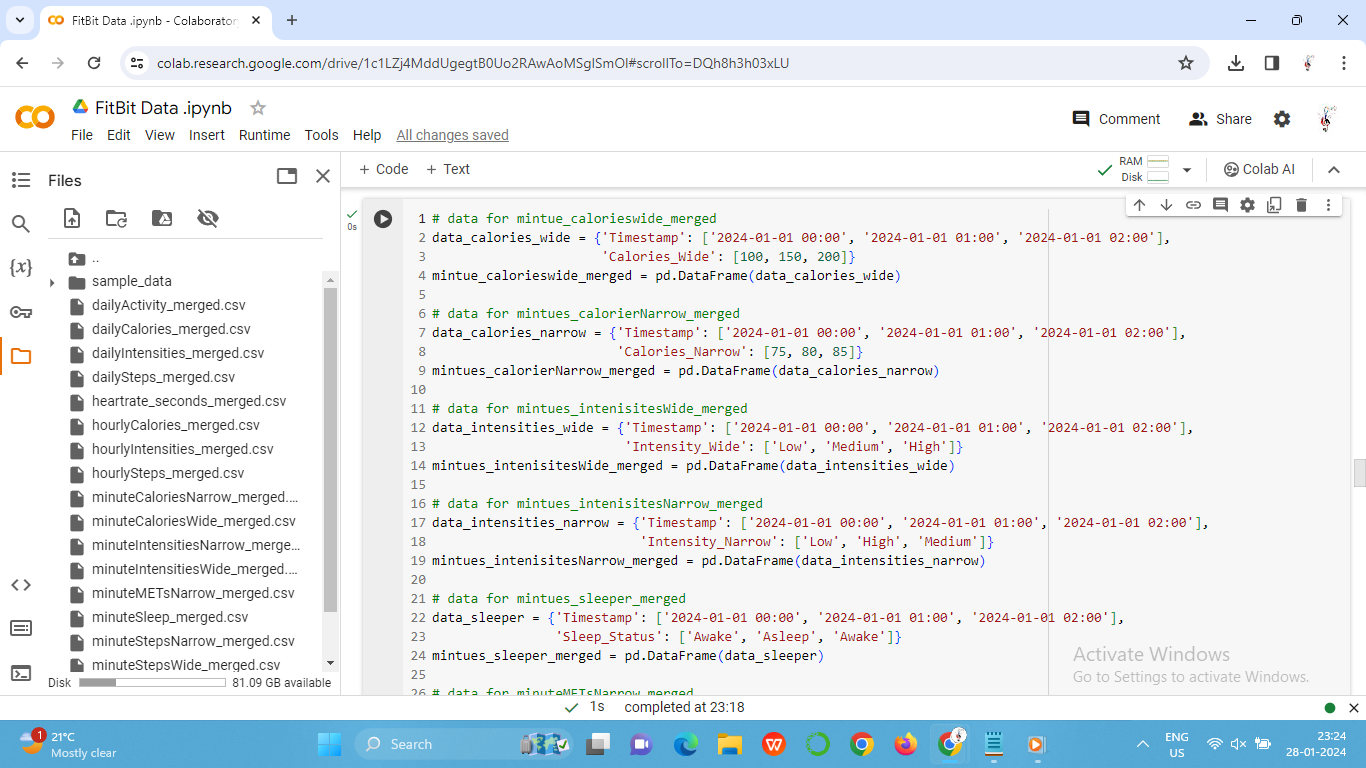 FitBit Data .ipynb - Colaborator
colab.research.google.com/drive/1c1LZj4MddUgegtB0Uo2RAwAoMSglSmOl#scrollTo=DQh8h3h03xLU
FitBit Data .ipynb
File Edit View Insert Runtime Tools Help All changes saved
Comment Share
Files
+ Code + Text
RAM
Disk
Colab AI
..
sample_data
dailyActivity_merged.csv
dailyCalories_merged.csv
dailyIntensities_merged.csv
dailySteps_merged.csv
heartrate_seconds_merged.csv
hourlyCalories_merged.csv
hourlyIntensities_merged.csv
hourlySteps_merged.csv
minuteCaloriesNarrow_merged....
minuteCaloriesWide_merged.csv
minuteIntensitiesNarrow_merge...
minuteIntensitiesWide_merged....
minuteMETsNarrow_merged.csv
minuteSleep_merged.csv
minuteStepsNarrow_merged.csv
minuteStepsWide_merged.csv
Disk 81.09 GB available
0s
1 # data for mintue_calorieswide_merged
2 data_calories_wide = {'Timestamp': ['2024-01-01 00:00', '2024-01-01 01:00', '2024-01-01 02:00'],
3 'Calories_Wide': [100, 150, 200]}
4 mintue_calorieswide_merged = pd.DataFrame(data_calories_wide)
5
6 # data for mintues_calorierNarrow_merged
7 data_calories_narrow = {'Timestamp': ['2024-01-01 00:00', '2024-01-01 01:00', '2024-01-01 02:00'],
8 'Calories_Narrow': [75, 80, 85]}
9 mintues_calorierNarrow_merged = pd.DataFrame(data_calories_narrow)
10
11 # data for mintues_intenisitesWide_merged
12 data_intensities_wide = {'Timestamp': ['2024-01-01 00:00', '2024-01-01 01:00', '2024-01-01 02:00'],
13 'Intensity_Wide': ['Low', 'Medium', 'High']}
14 mintues_intenisitesWide_merged = pd.DataFrame(data_intensities_wide)
15
16 # data for mintues_intenisitesNarrow_merged
17 data_intensities_narrow = {'Timestamp': ['2024-01-01 00:00', '2024-01-01 01:00', '2024-01-01 02:00'],
18 'Intensity_Narrow': ['Low', 'High', 'Medium']}
19 mintues_intenisitesNarrow_merged = pd.DataFrame(data_intensities_narrow)
20
21 # data for mintues_sleeper_merged
22 data_sleeper = {'Timestamp': ['2024-01-01 00:00', '2024-01-01 01:00', '2024-01-01 02:00'],
23 'Sleep_Status': ['Awake', 'Asleep', 'Awake']}
24 mintues_sleeper_merged = pd.DataFrame(data_sleeper)
25
26 # data for minuteMETsNarrow_merged
Activate Windows
Go to Settings to activate Windows.
1s completed at 23:18
1
21°C
Mostly clear
Search
ENG
US
23:24
28-01-2024